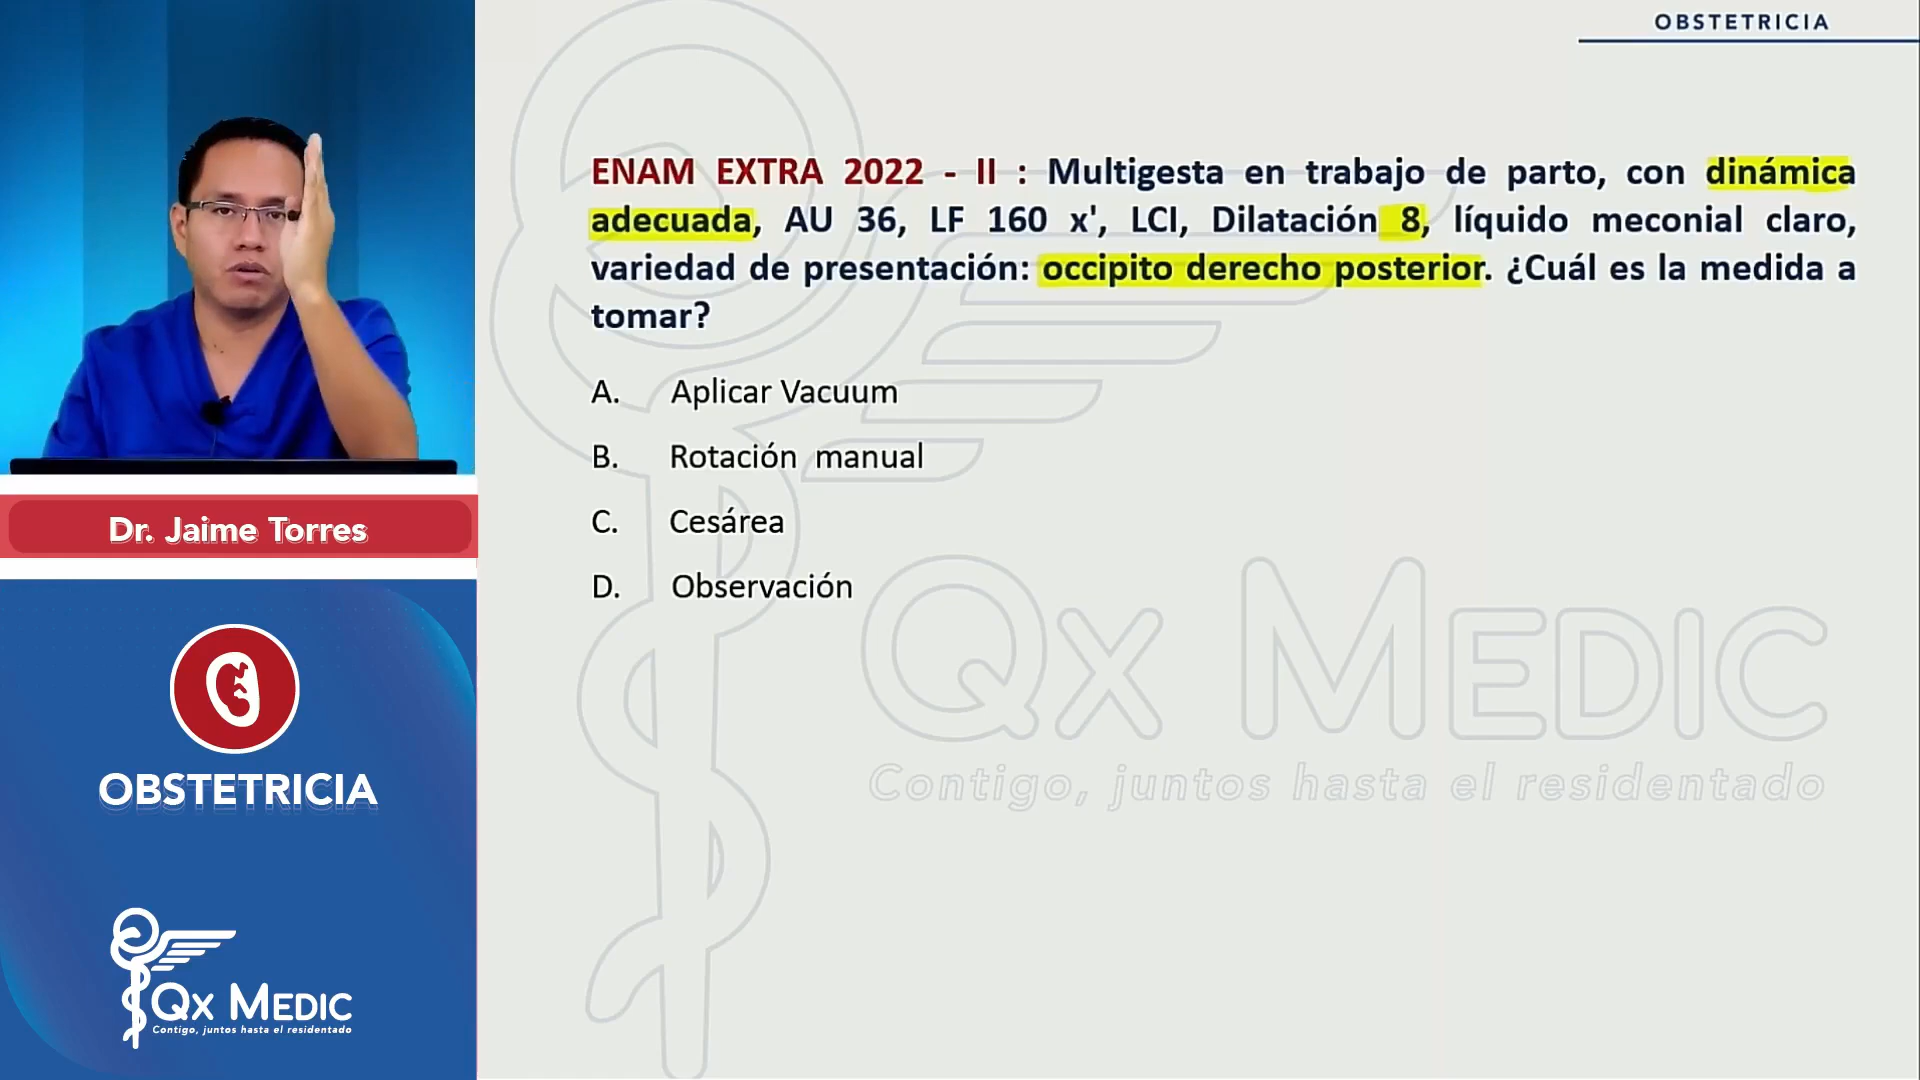 OBSTETRICIA
ENAM EXTRA 2022 - II : Multigesta en trabajo de parto, con dinámica
adecuada, AU 36, LF 160 x', LCI, Dilatación 8, líquido meconial claro,
variedad de presentación: occipito derecho posterior. ¿Cuál es la medida a
tomar?
A. Aplicar Vacuum
B. Rotación manual
C. Cesárea
D. Observación
Dr. Jaime Torres
OBSTETRICIA
QX MEDIC
Contigo, juntos hasta el residentado
QX MEDIC
Contigo, juntos hasta el residentado